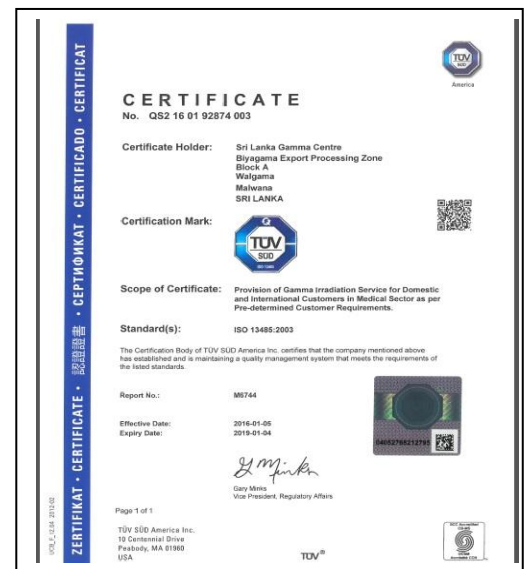 TÜV
SÜD
America
CERTIFICATE
No. QS2 16 01 92874 003
Certificate Holder: Sri Lanka Gamma Centre
Biyagama Export Processing Zone
Block A
Walgama
Malwana
SRI LANKA
Certification Mark:
TÜV
SÜD
ISO 13485
Scope of Certificate: Provision of Gamma Irradiation Service for Domestic
and International Customers in Medical Sector as per
Pre-determined Customer Requirements.
Standard(s): ISO 13485:2003
The Certification Body of TÜV SÜD America Inc. certifies that the company mentioned above
has established and is maintaining a quality management system that meets the requirements of
the listed standards.
Report No.: M6744
Effective Date: 2016-01-05
Expiry Date: 2019-01-04
Gary Minks
Vice President, Regulatory Affairs
Page 1 of 1
TÜV SÜD America Inc.
10 Centennial Drive
Peabody, MA 01960
USA
TÜV®
ZERTIFIKAT • CERTIFICATE • 認證證書 • СЕРТИФИКАТ • CERTIFICADO • CERTIFICAT